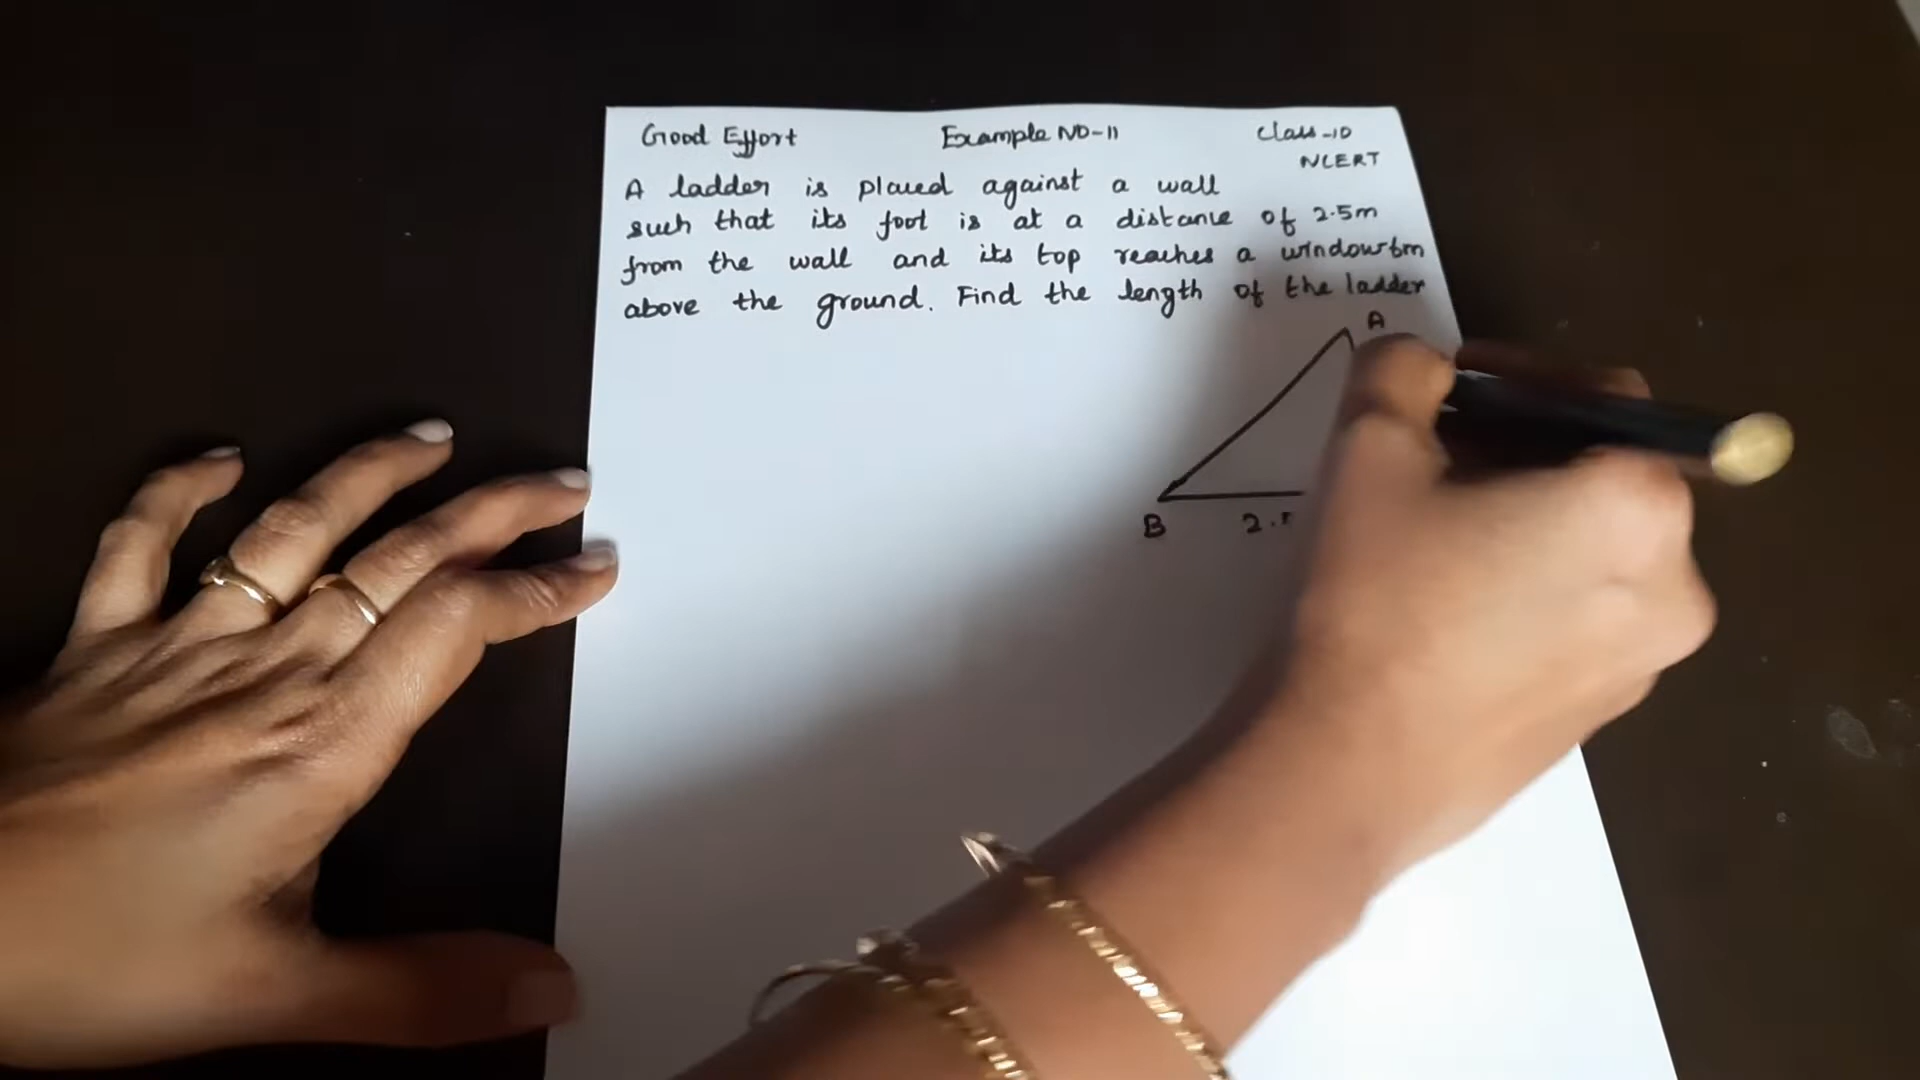 Good Effort Example NO-11 Class-10
NCERT
A ladder is placed against a wall
such that its foot is at a distance of 2.5m
from the wall and its top reaches a window 6m
above the ground. Find the length of the ladder
A
B 2.5